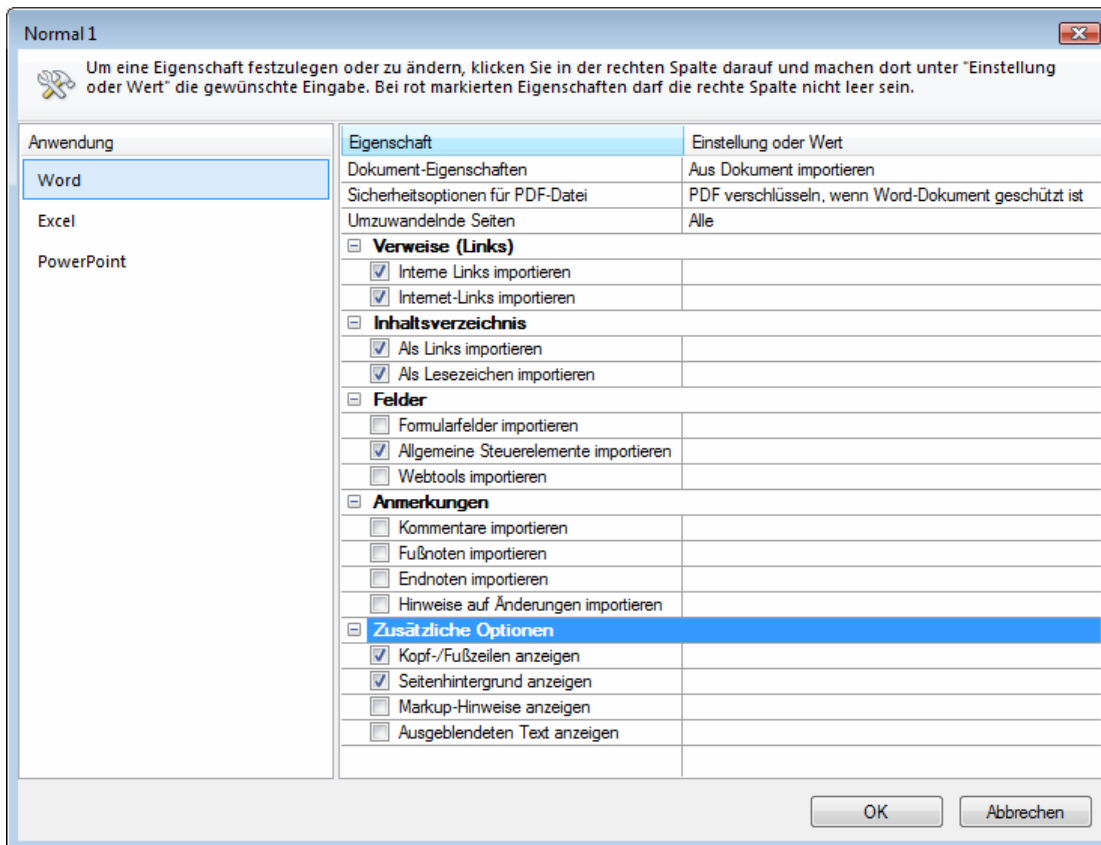 Normal 1
Um eine Eigenschaft festzulegen oder zu ändern, klicken Sie in der rechten Spalte darauf und machen dort unter "Einstellung
oder Wert" die gewünschte Eingabe. Bei rot markierten Eigenschaften darf die rechte Spalte nicht leer sein.
Anwendung
Word
Excel
PowerPoint
Eigenschaft Einstellung oder Wert
Dokument-Eigenschaften Aus Dokument importieren
Sicherheitsoptionen für PDF-Datei PDF verschlüsseln, wenn Word-Dokument geschützt ist
Umzuwandelnde Seiten Alle
Verweise (Links)
Interne Links importieren
Internet-Links importieren
Inhaltsverzeichnis
Als Links importieren
Als Lesezeichen importieren
Felder
Formularfelder importieren
Allgemeine Steuerelemente importieren
Webtools importieren
Anmerkungen
Kommentare importieren
Fußnoten importieren
Endnoten importieren
Hinweise auf Änderungen importieren
Zusätzliche Optionen
Kopf-/Fußzeilen anzeigen
Seitenhintergrund anzeigen
Markup-Hinweise anzeigen
Ausgeblendeten Text anzeigen
OK Abbrechen